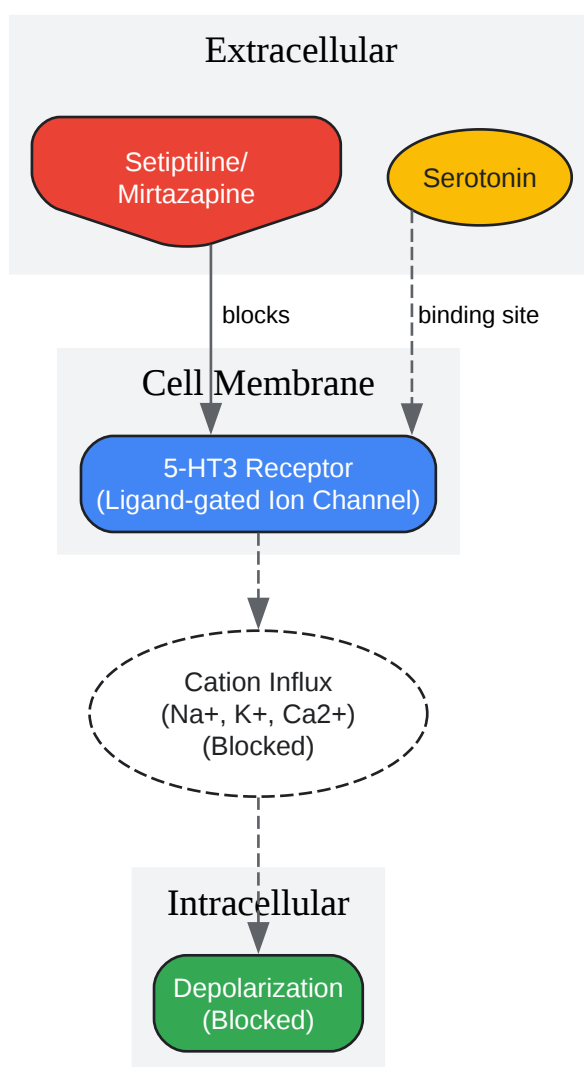 Extracellular
Setiptiline/
Mirtazapine
Serotonin
blocks
binding site
Cell Membrane
5-HT3 Receptor
(Ligand-gated Ion Channel)
Cation Influx
(Na+, K+, Ca2+)
(Blocked)
Intracellular
Depolarization
(Blocked)